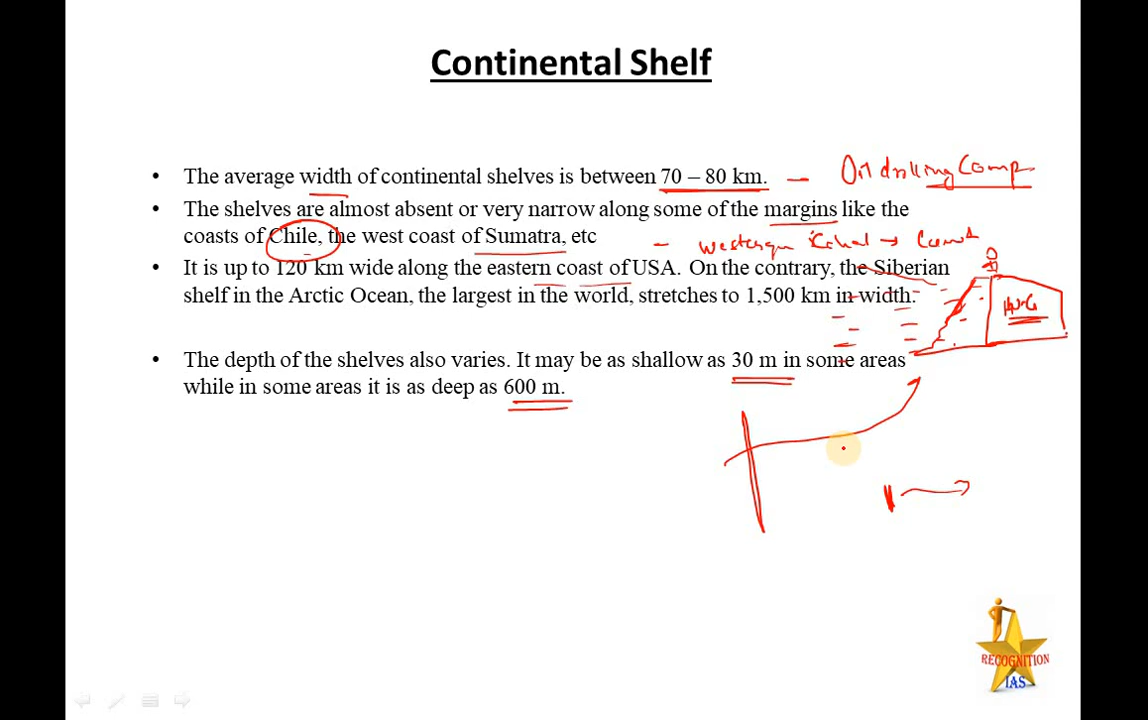 Continental Shelf
• The average width of continental shelves is between 70 – 80 km. – Oil drilling Comp
• The shelves are almost absent or very narrow along some of the margins like the
coasts of Chile, the west coast of Sumatra, etc
• It is up to 120 km wide along the eastern coast of USA. On the contrary, the Siberian
shelf in the Arctic Ocean, the largest in the world, stretches to 1,500 km in width.
• The depth of the shelves also varies. It may be as shallow as 30 m in some areas
while in some areas it is as deep as 600 m.
RECOGNITION
IAS